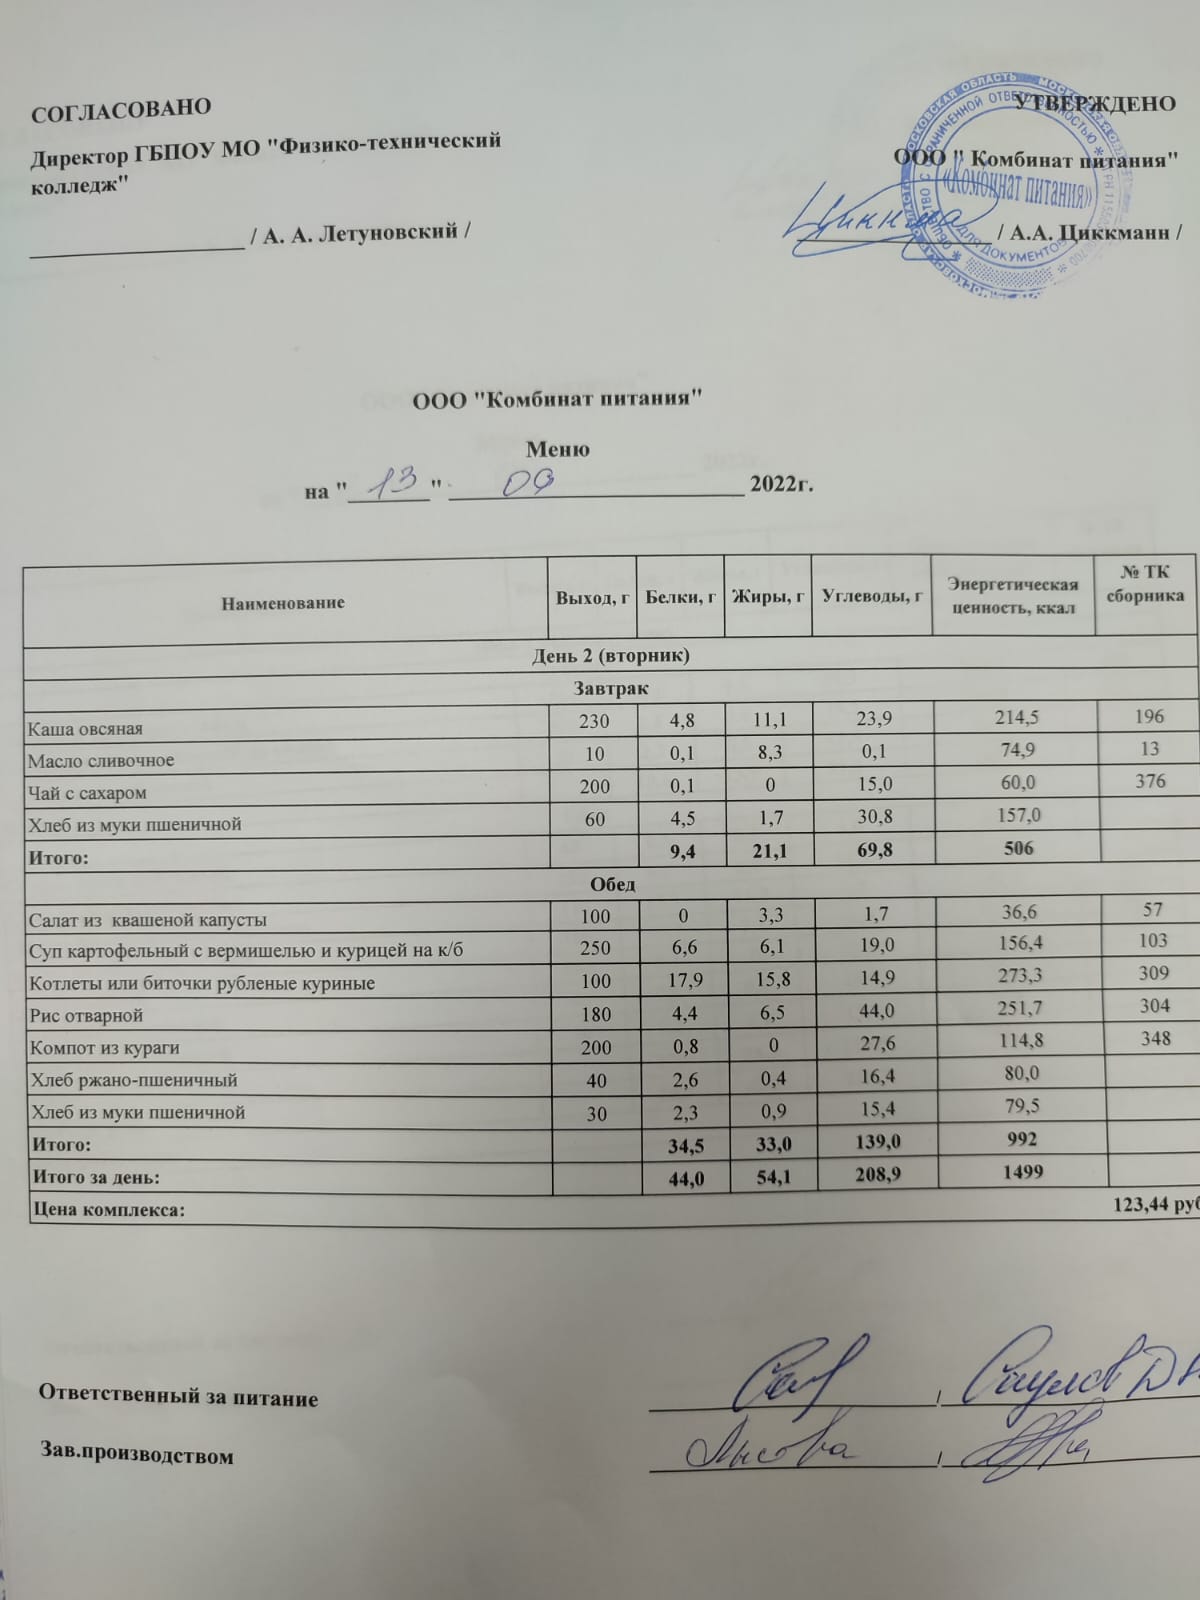 СОГЛАСОВАНО
Директор ГБПОУ МО "Физико-технический
колледж"
/ А. А. Летуновский /
УТВЕРЖДЕНО
ООО " Комбинат питания"
/ А.А. Циккманн /
«Комбинат питания»
ДЛЯ ДОКУМЕНТОВ
МОСКОВСКАЯ ОБЛАСТЬ
ООО "Комбинат питания"
Меню
на " 13 " 09 2022г.
Наименование Выход, г Белки, г Жиры, г Углеводы, г Энергетическая ценность, ккал № ТК сборника
День 2 (вторник)
Завтрак
Каша овсяная 230 4,8 11,1 23,9 214,5 196
Масло сливочное 10 0,1 8,3 0,1 74,9 13
Чай с сахаром 200 0,1 0 15,0 60,0 376
Хлеб из муки пшеничной 60 4,5 1,7 30,8 157,0
Итого: 9,4 21,1 69,8 506
Обед
Салат из квашеной капусты 100 0 3,3 1,7 36,6 57
Суп картофельный с вермишелью и курицей на к/б 250 6,6 6,1 19,0 156,4 103
Котлеты или биточки рубленые куриные 100 17,9 15,8 14,9 273,3 309
Рис отварной 180 4,4 6,5 44,0 251,7 304
Компот из кураги 200 0,8 0 27,6 114,8 348
Хлеб ржано-пшеничный 40 2,6 0,4 16,4 80,0
Хлеб из муки пшеничной 30 2,3 0,9 15,4 79,5
Итого: 34,5 33,0 139,0 992
Итого за день: 44,0 54,1 208,9 1499
Цена комплекса: 123,44 руб
Ответственный за питание
Зав.производством